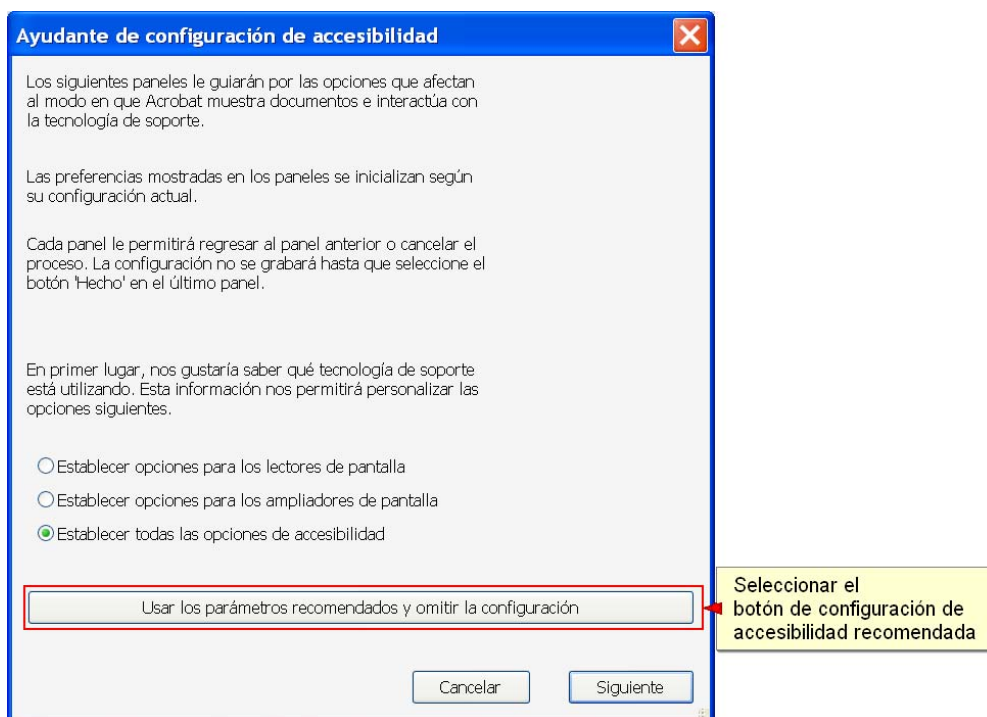 Ayudante de configuración de accesibilidad
Los siguientes paneles le guiarán por las opciones que afectan
al modo en que Acrobat muestra documentos e interactúa con
la tecnología de soporte.
Las preferencias mostradas en los paneles se inicializan según
su configuración actual.
Cada panel le permitirá regresar al panel anterior o cancelar el
proceso. La configuración no se grabará hasta que seleccione el
botón 'Hecho' en el último panel.
En primer lugar, nos gustaría saber qué tecnología de soporte
está utilizando. Esta información nos permitirá personalizar las
opciones siguientes.
Establecer opciones para los lectores de pantalla
Establecer opciones para los ampliadores de pantalla
Establecer todas las opciones de accesibilidad
Usar los parámetros recomendados y omitir la configuración
Seleccionar el
botón de configuración de
accesibilidad recomendada
Cancelar
Siguiente